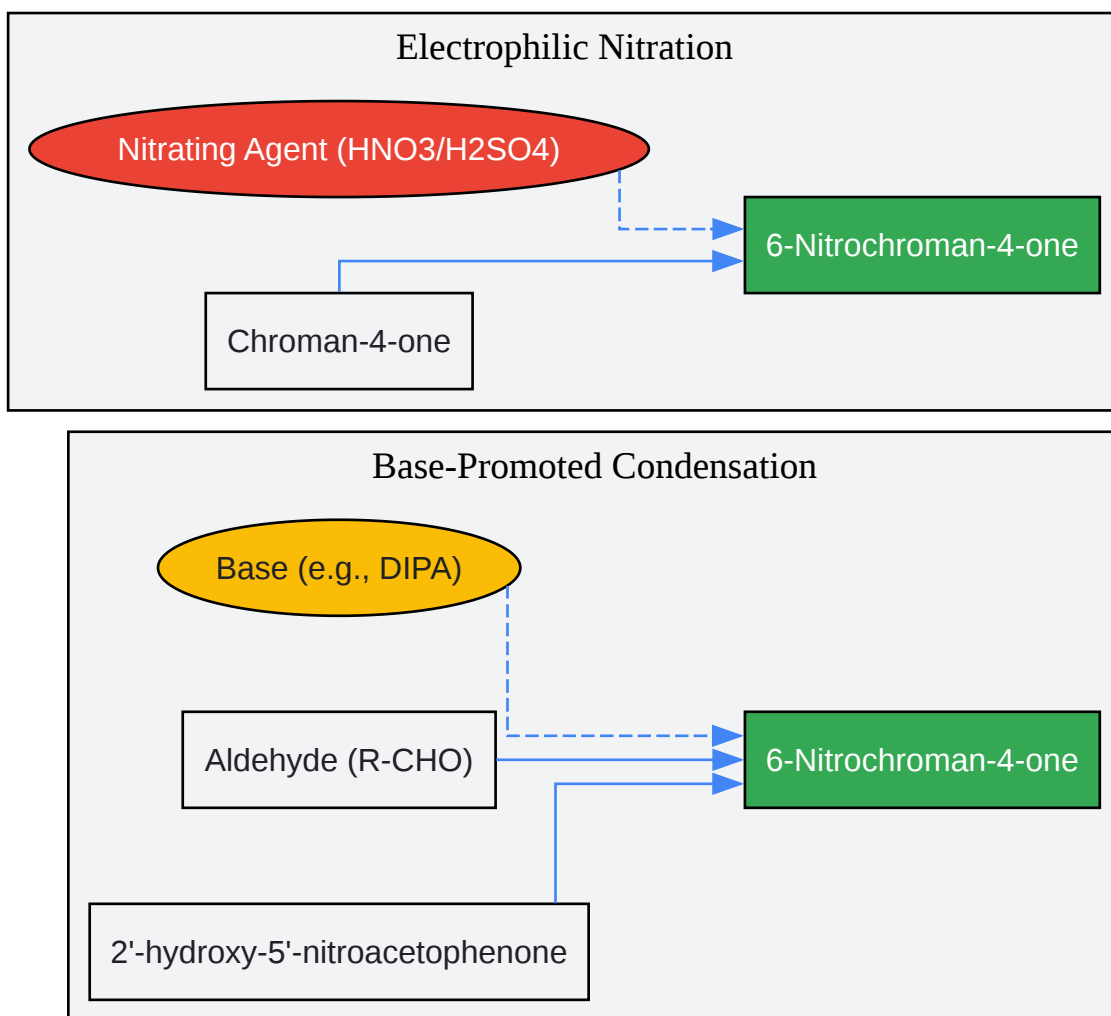 Electrophilic Nitration
Nitrating Agent (HNO3/H2SO4)
6-Nitrochroman-4-one
Chroman-4-one
Base-Promoted Condensation
Base (e.g., DIPA)
Aldehyde (R-CHO)
6-Nitrochroman-4-one
2'-hydroxy-5'-nitroacetophenone